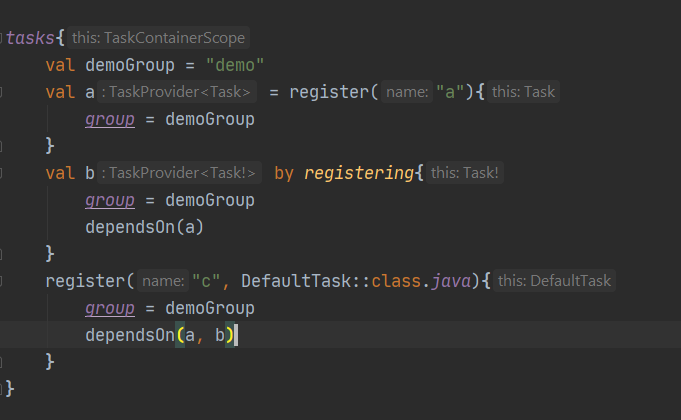 tasks{ this: TaskContainerScope
    val demoGroup = "demo"
    val a : TaskProvider<Task> = register( name: "a"){ this: Task
        group = demoGroup
    }
    val b : TaskProvider<Task!> by registering{ this: Task!
        group = demoGroup
        dependsOn(a)
    }
    register( name: "c", DefaultTask::class.java){ this: DefaultTask
        group = demoGroup
        dependsOn(a, b)
    }
}